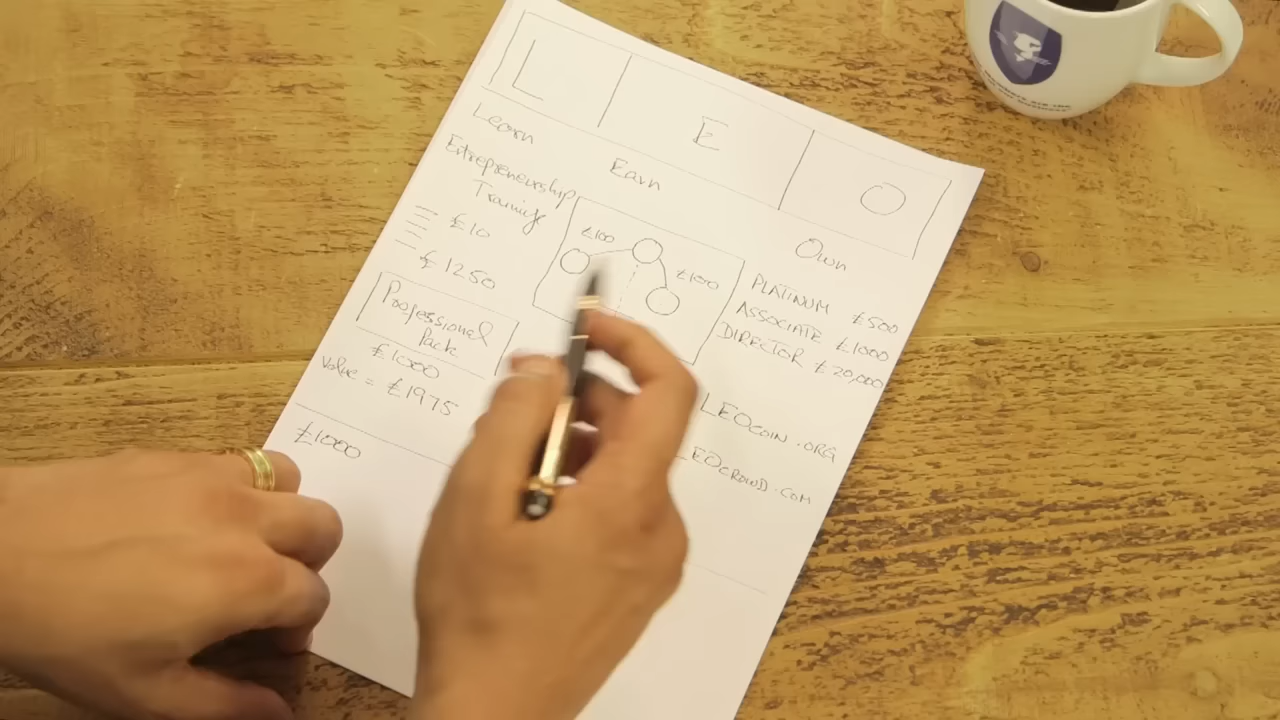 L E O
Learn
Entrepreneurship
Training
£10
£1250
Professional
Pack
£1000
Value = £1975
£1000
Earn
£100
£100
Own
PLATINUM £500
ASSOCIATE £1000
DIRECTOR £20,000
LEOCOIN.ORG
LEOCROWD.COM